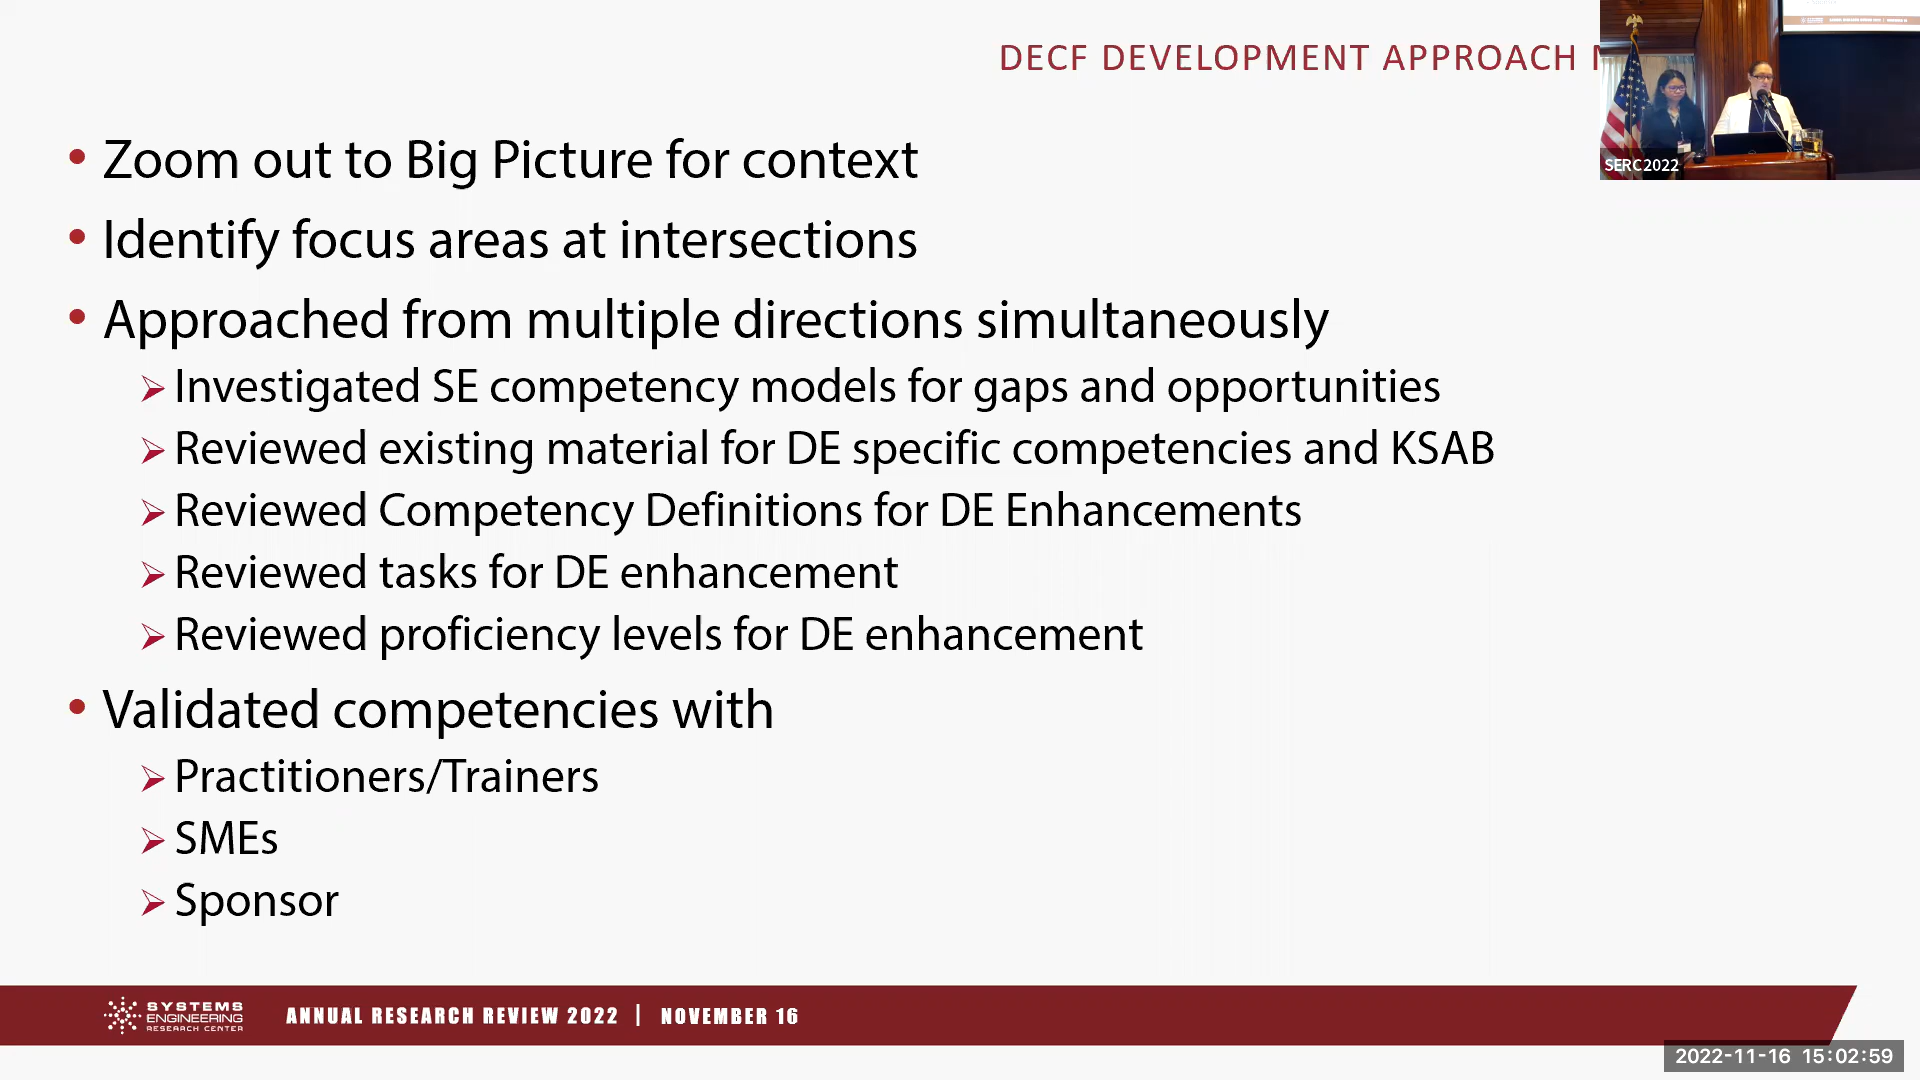 DECF DEVELOPMENT APPROACH
SERC2022
• Zoom out to Big Picture for context
• Identify focus areas at intersections
• Approached from multiple directions simultaneously
➢ Investigated SE competency models for gaps and opportunities
➢ Reviewed existing material for DE specific competencies and KSAB
➢ Reviewed Competency Definitions for DE Enhancements
➢ Reviewed tasks for DE enhancement
➢ Reviewed proficiency levels for DE enhancement
• Validated competencies with
➢ Practitioners/Trainers
➢ SMEs
➢ Sponsor
SYSTEMS
ENGINEERING
RESEARCH CENTER
ANNUAL RESEARCH REVIEW 2022 | NOVEMBER 16
2022-11-16 15:02:59